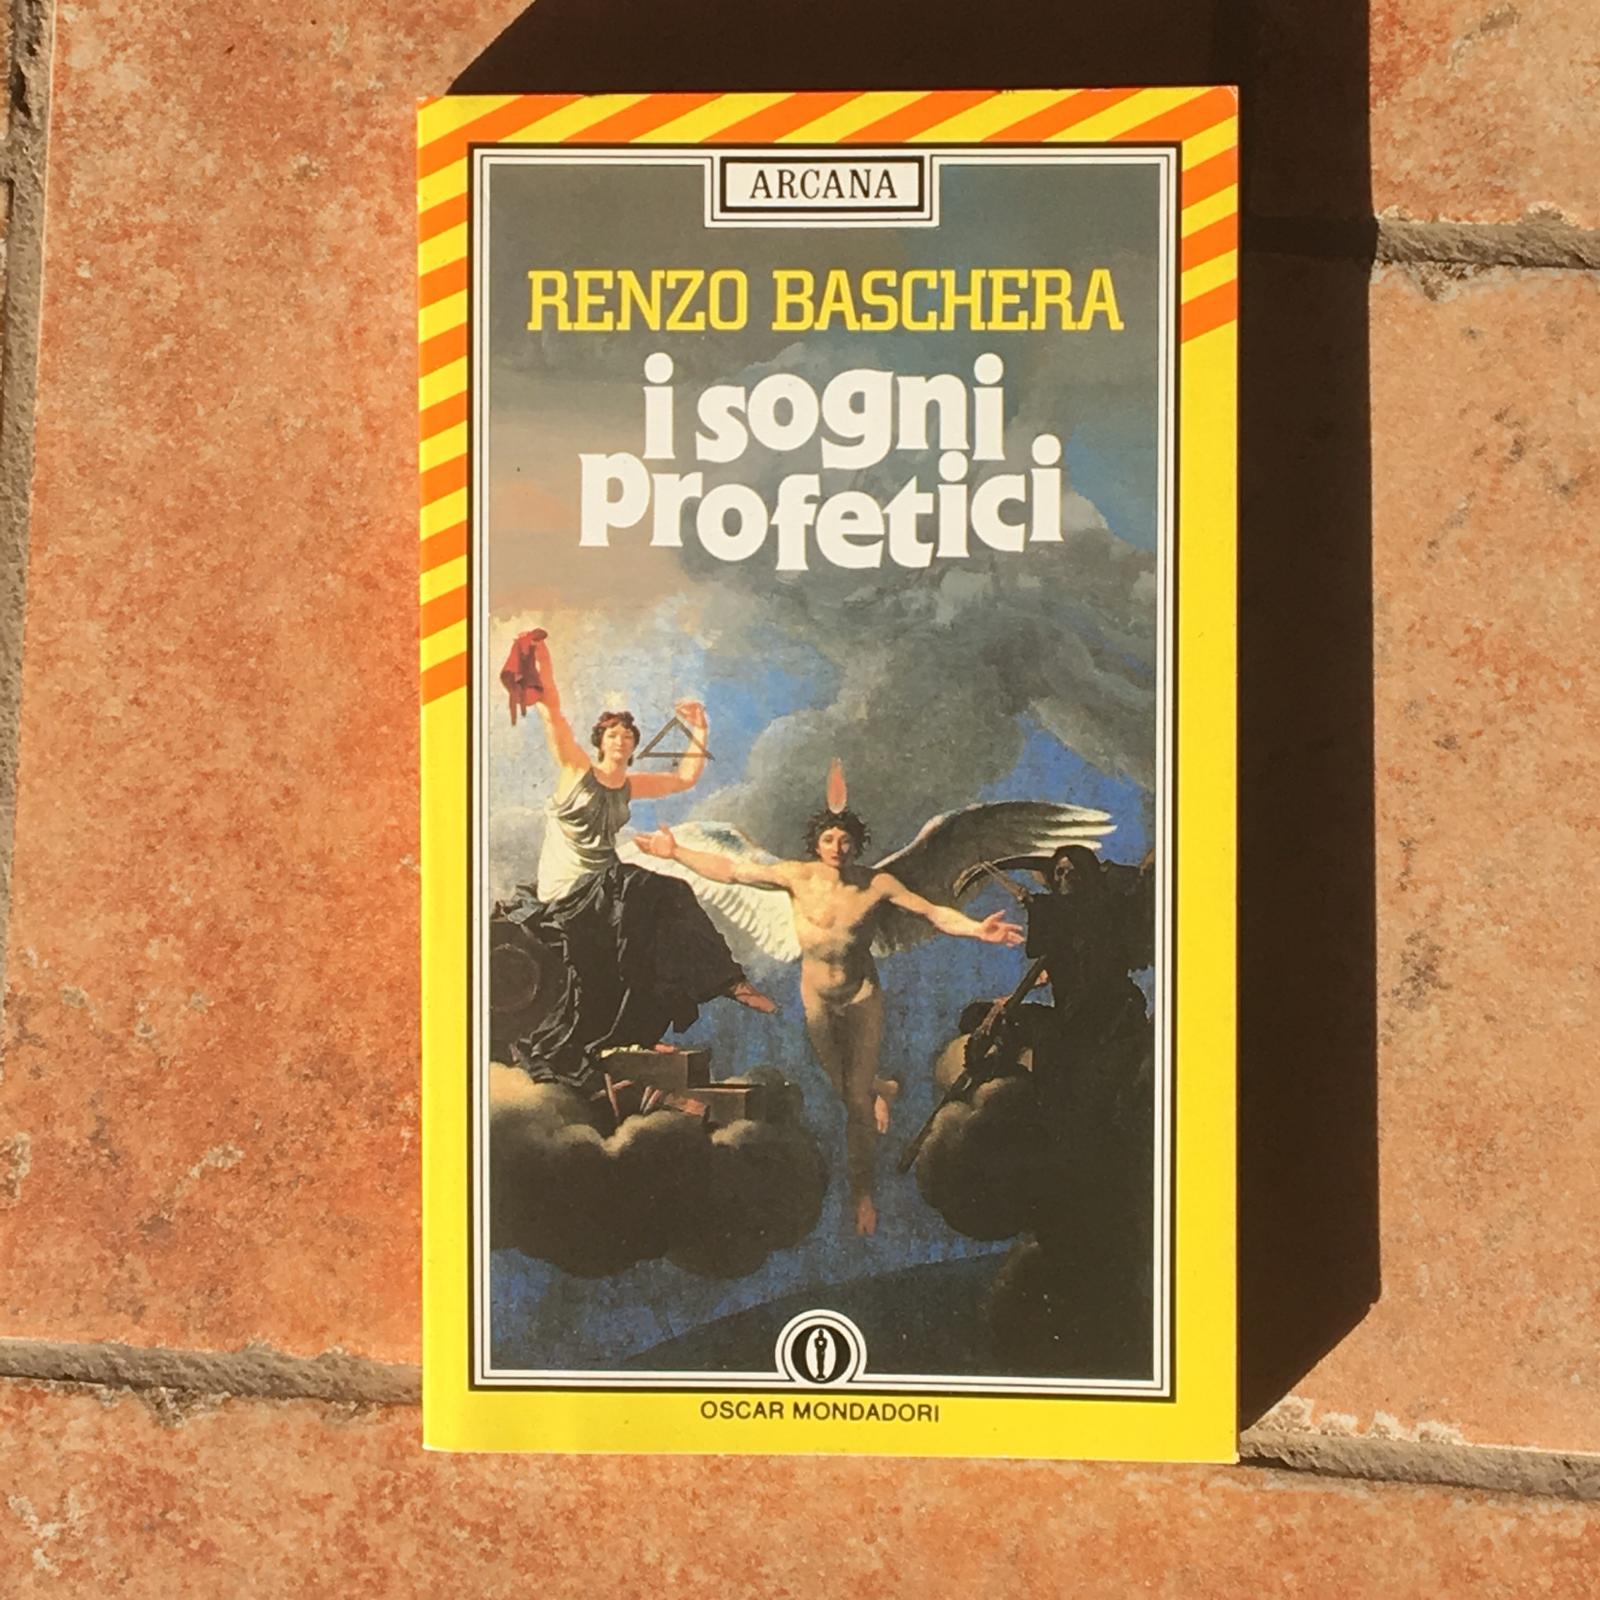 ARCANA
RENZO BASCHERA
i sogni
profetici
OSCAR MONDADORI